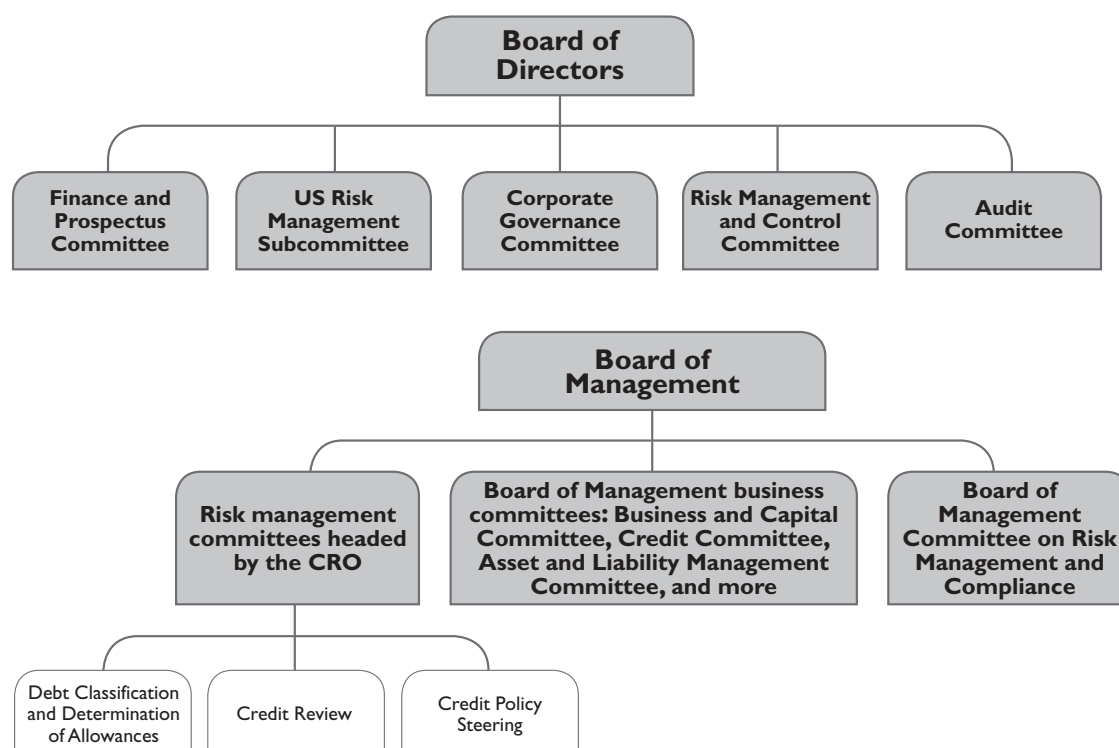 Board of
Directors
Finance and
Prospectus
Committee
US Risk
Management
Subcommittee
Corporate
Governance
Committee
Risk Management
and Control
Committee
Audit
Committee
Board of
Management
Risk management
committees headed
by the CRO
Board of Management business
committees: Business and Capital
Committee, Credit Committee,
Asset and Liability Management
Committee, and more
Board of
Management
Committee on Risk
Management and
Compliance
Debt Classification
and Determination
of Allowances
Credit Review
Credit Policy
Steering